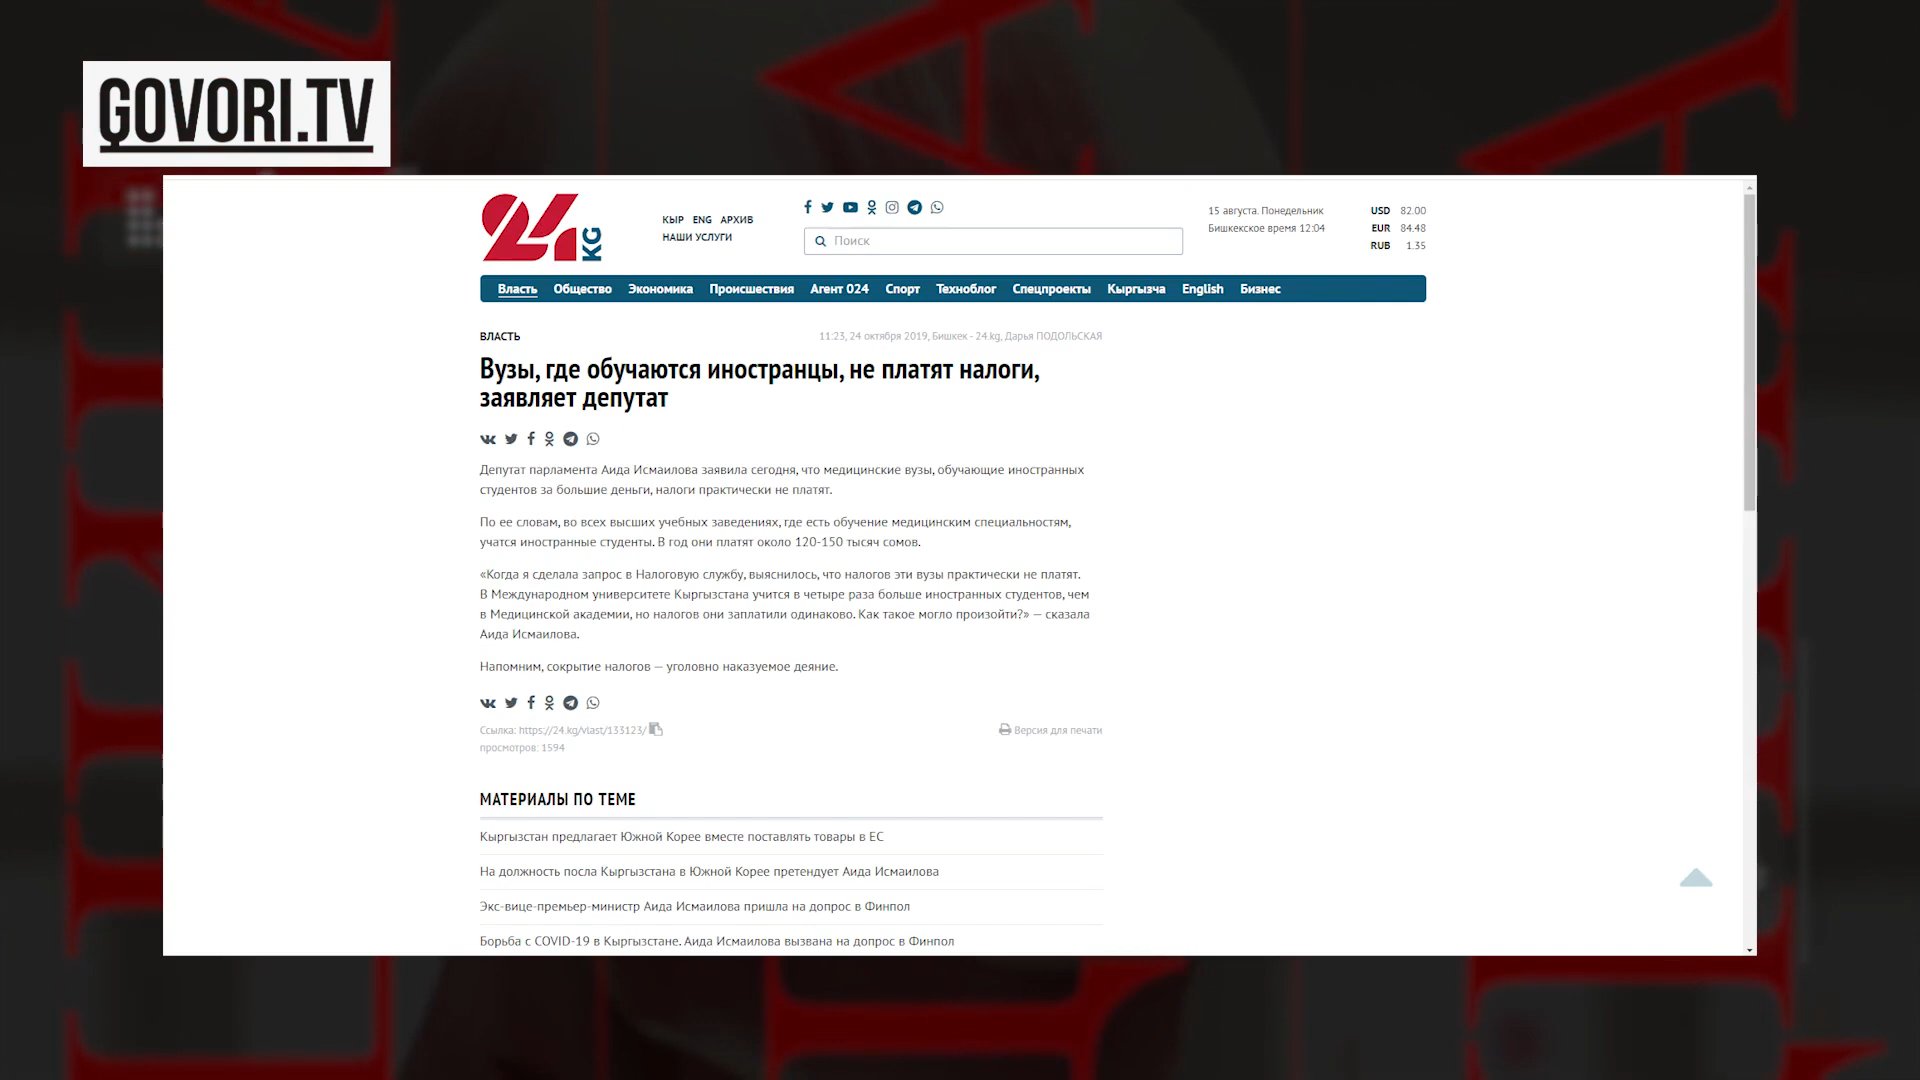 GOVORI.TV
24 KG
КЫР ENG АРХИВ
НАШИ УСЛУГИ
Поиск
15 августа. Понедельник
Бишкекское время 12:04
USD 82.00
EUR 84.48
RUB 1.35
Власть Общество Экономика Происшествия Агент 024 Спорт Техноблог Спецпроекты Кыргызча English Бизнес
ВЛАСТЬ
11:23, 24 октября 2019, Бишкек - 24.kg, Дарья ПОДОЛЬСКАЯ
Вузы, где обучаются иностранцы, не платят налоги,
заявляет депутат
Депутат парламента Аида Исмаилова заявила сегодня, что медицинские вузы, обучающие иностранных
студентов за большие деньги, налоги практически не платят.
По ее словам, во всех высших учебных заведениях, где есть обучение медицинским специальностям,
учатся иностранные студенты. В год они платят около 120-150 тысяч сомов.
«Когда я сделала запрос в Налоговую службу, выяснилось, что налогов эти вузы практически не платят.
В Международном университете Кыргызстана учится в четыре раза больше иностранных студентов, чем
в Медицинской академии, но налогов они заплатили одинаково. Как такое могло произойти?» — сказала
Аида Исмаилова.
Напомним, сокрытие налогов — уголовно наказуемое деяние.
Ссылка: https://24.kg/vlast/133123/
Версия для печати
просмотров: 1594
МАТЕРИАЛЫ ПО ТЕМЕ
Кыргызстан предлагает Южной Корее вместе поставлять товары в ЕС
На должность посла Кыргызстана в Южной Корее претендует Аида Исмаилова
Экс-вице-премьер-министр Аида Исмаилова пришла на допрос в Финпол
Борьба с COVID-19 в Кыргызстане. Аида Исмаилова вызвана на допрос в Финпол